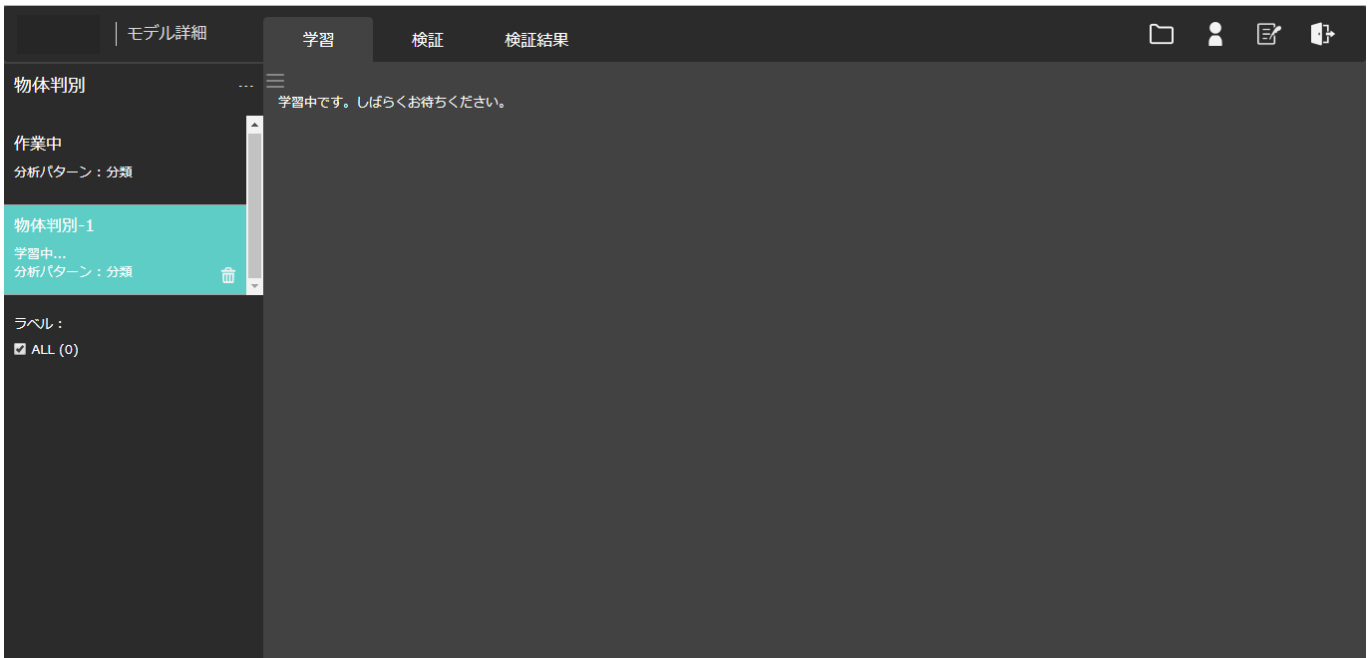 モデル詳細
学習
検証
検証結果
物体判別
...
作業中
分析パターン：分類
物体判別-1
学習中...
分析パターン：分類
ラベル：
ALL (0)
学習中です。しばらくお待ちください。